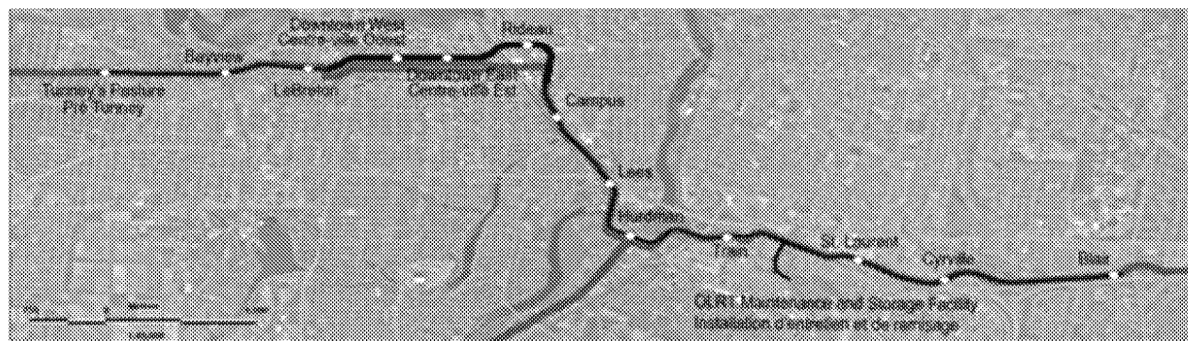 Downtown West
Centre-ville Ouest
Rideau
Bayview
Tunney's Pasture
Pré Tunney
LeBreton
Downtown East
Centre-ville Est
Campus
Lees
Hurdman
Train
St. Laurent
Cyrville
Blair
OLRT Maintenance and Storage Facility
Installation d'entretien et de remisage